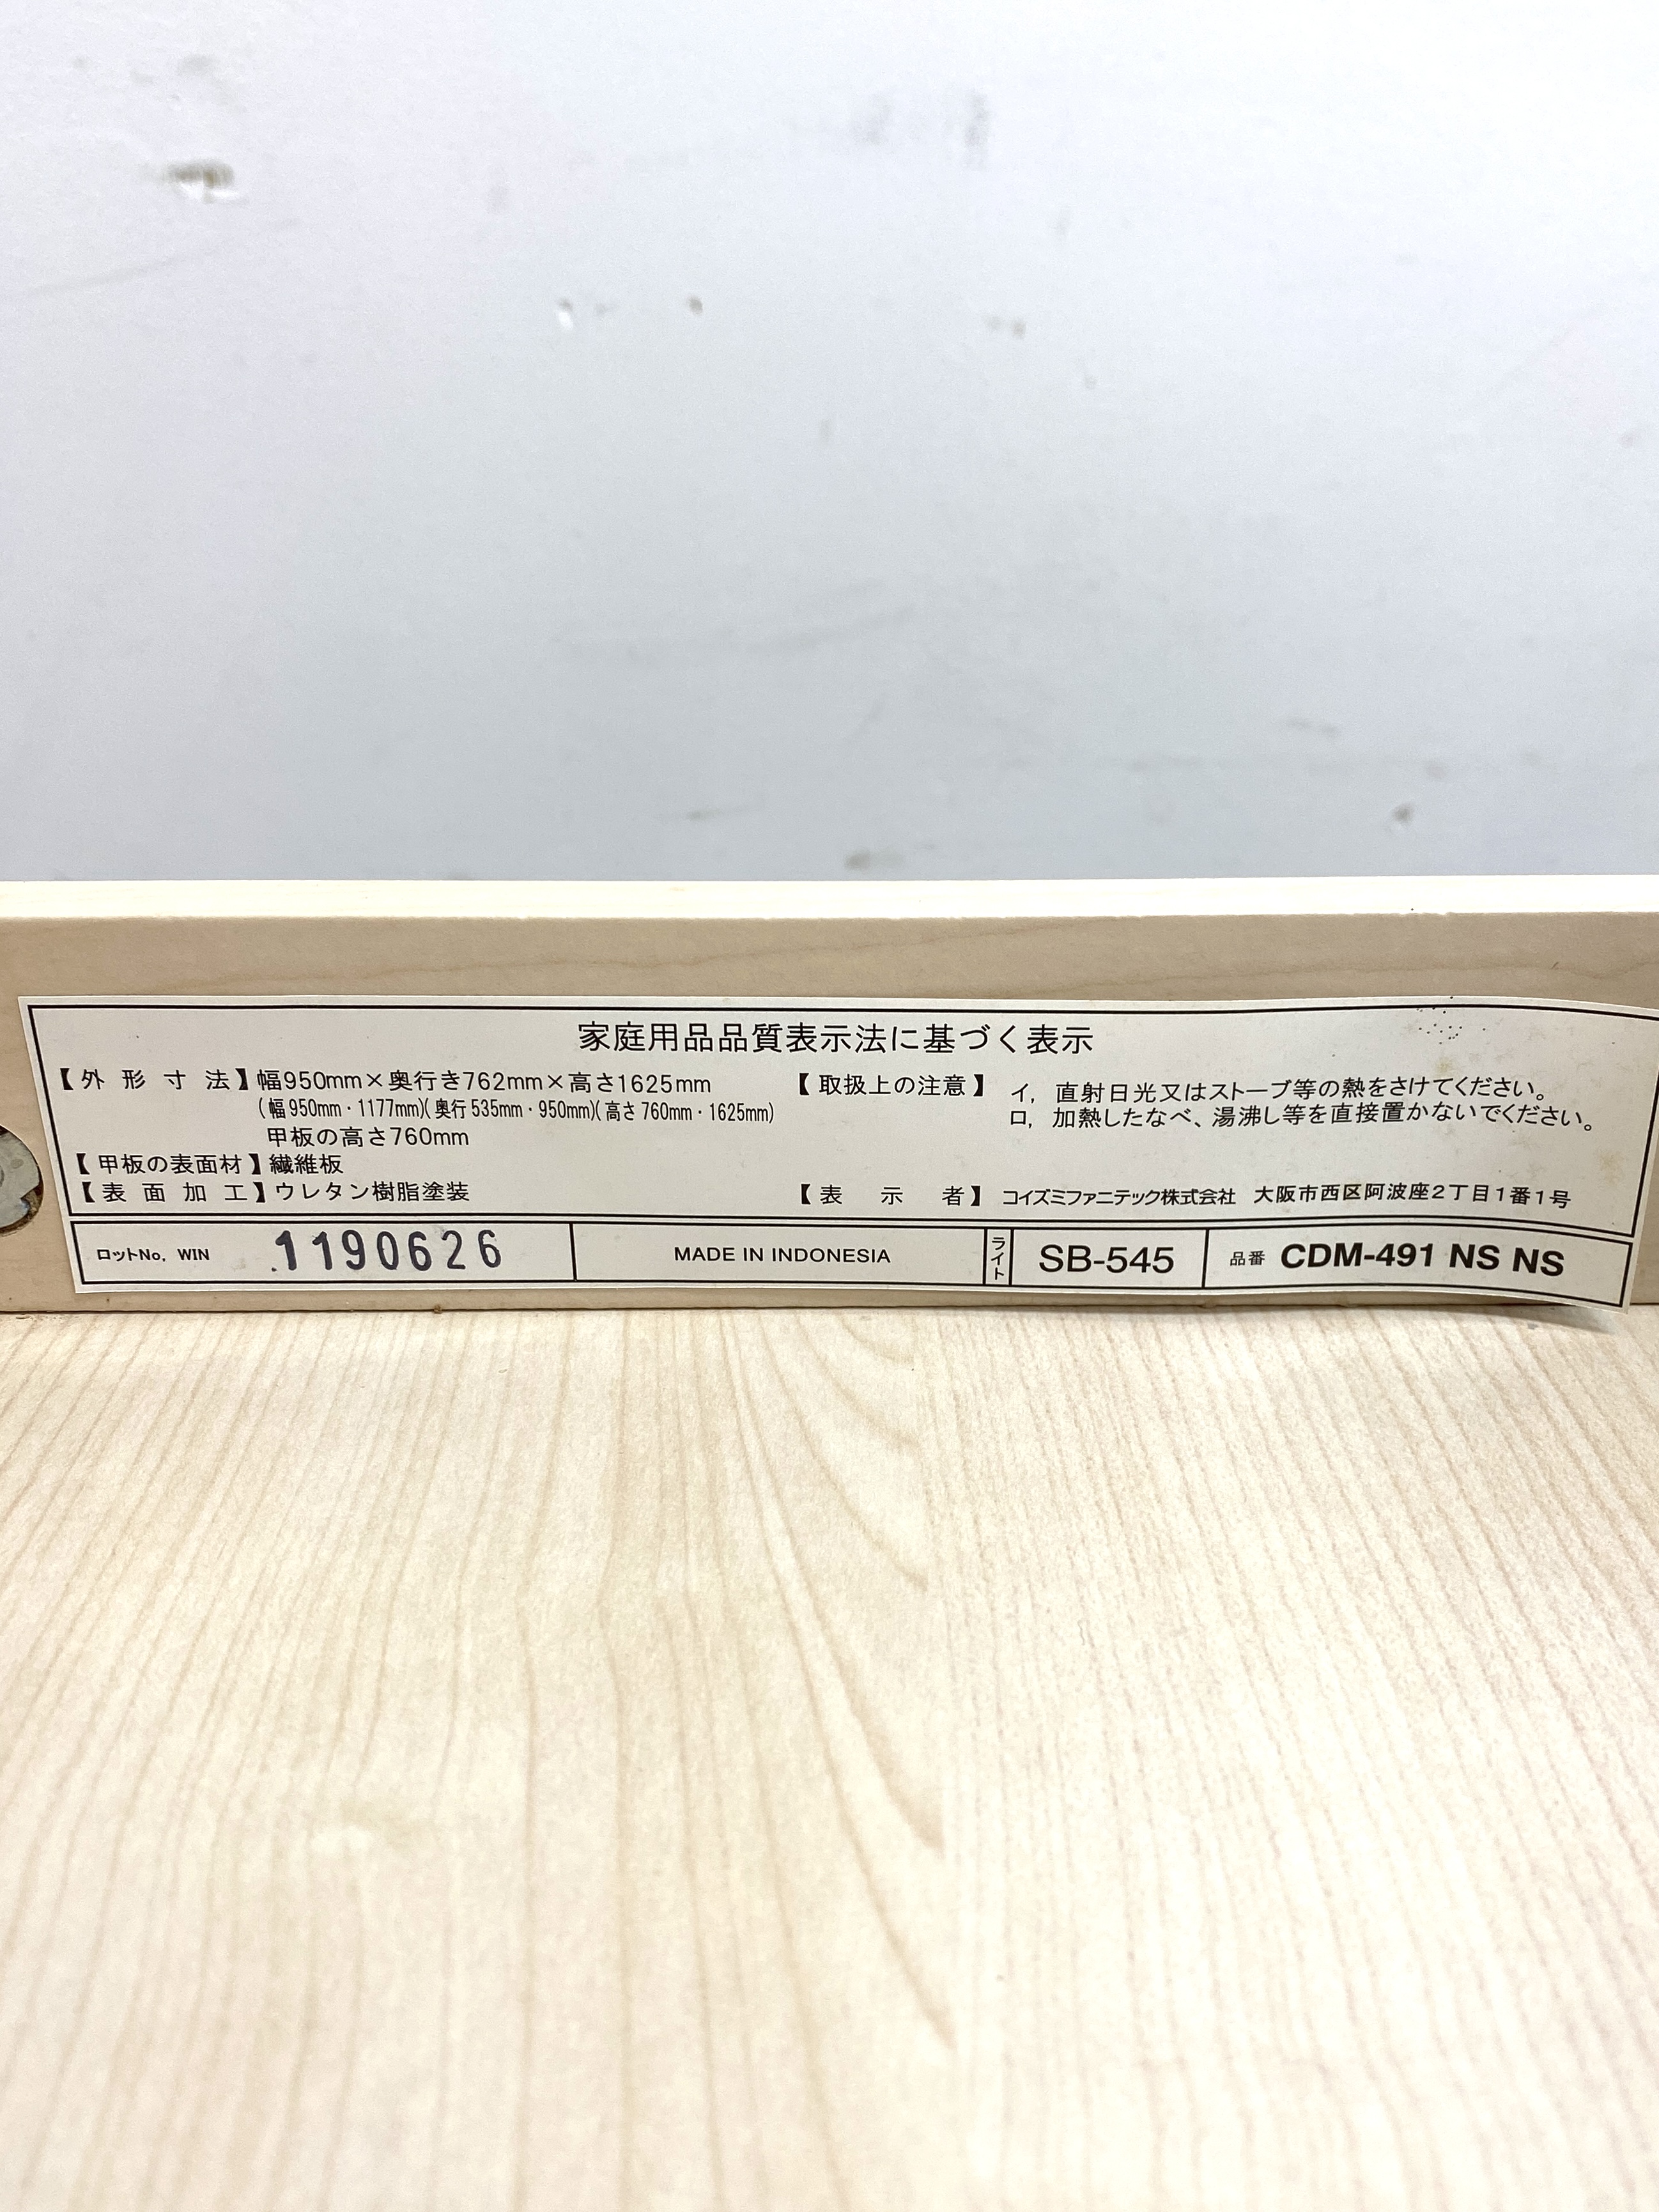 家庭用品品質表示法に基づく表示
【外形寸法】幅950mm×奥行き762mm×高さ1625mm
(幅950mm・1177mm)(奥行535mm・950mm)(高さ760mm・1625mm)
甲板の高さ760mm
【甲板の表面材】繊維板
【表面加工】ウレタン樹脂塗装
【取扱上の注意】イ, 直射日光又はストーブ等の熱をさけてください。
ロ, 加熱したなべ、湯沸し等を直接置かないでください。
【表示者】コイズミファニテック株式会社 大阪市西区阿波座2丁目1番1号
ロットNo. WIN 1190626
MADE IN INDONESIA
ライト SB-545
品番 CDM-491 NS NS